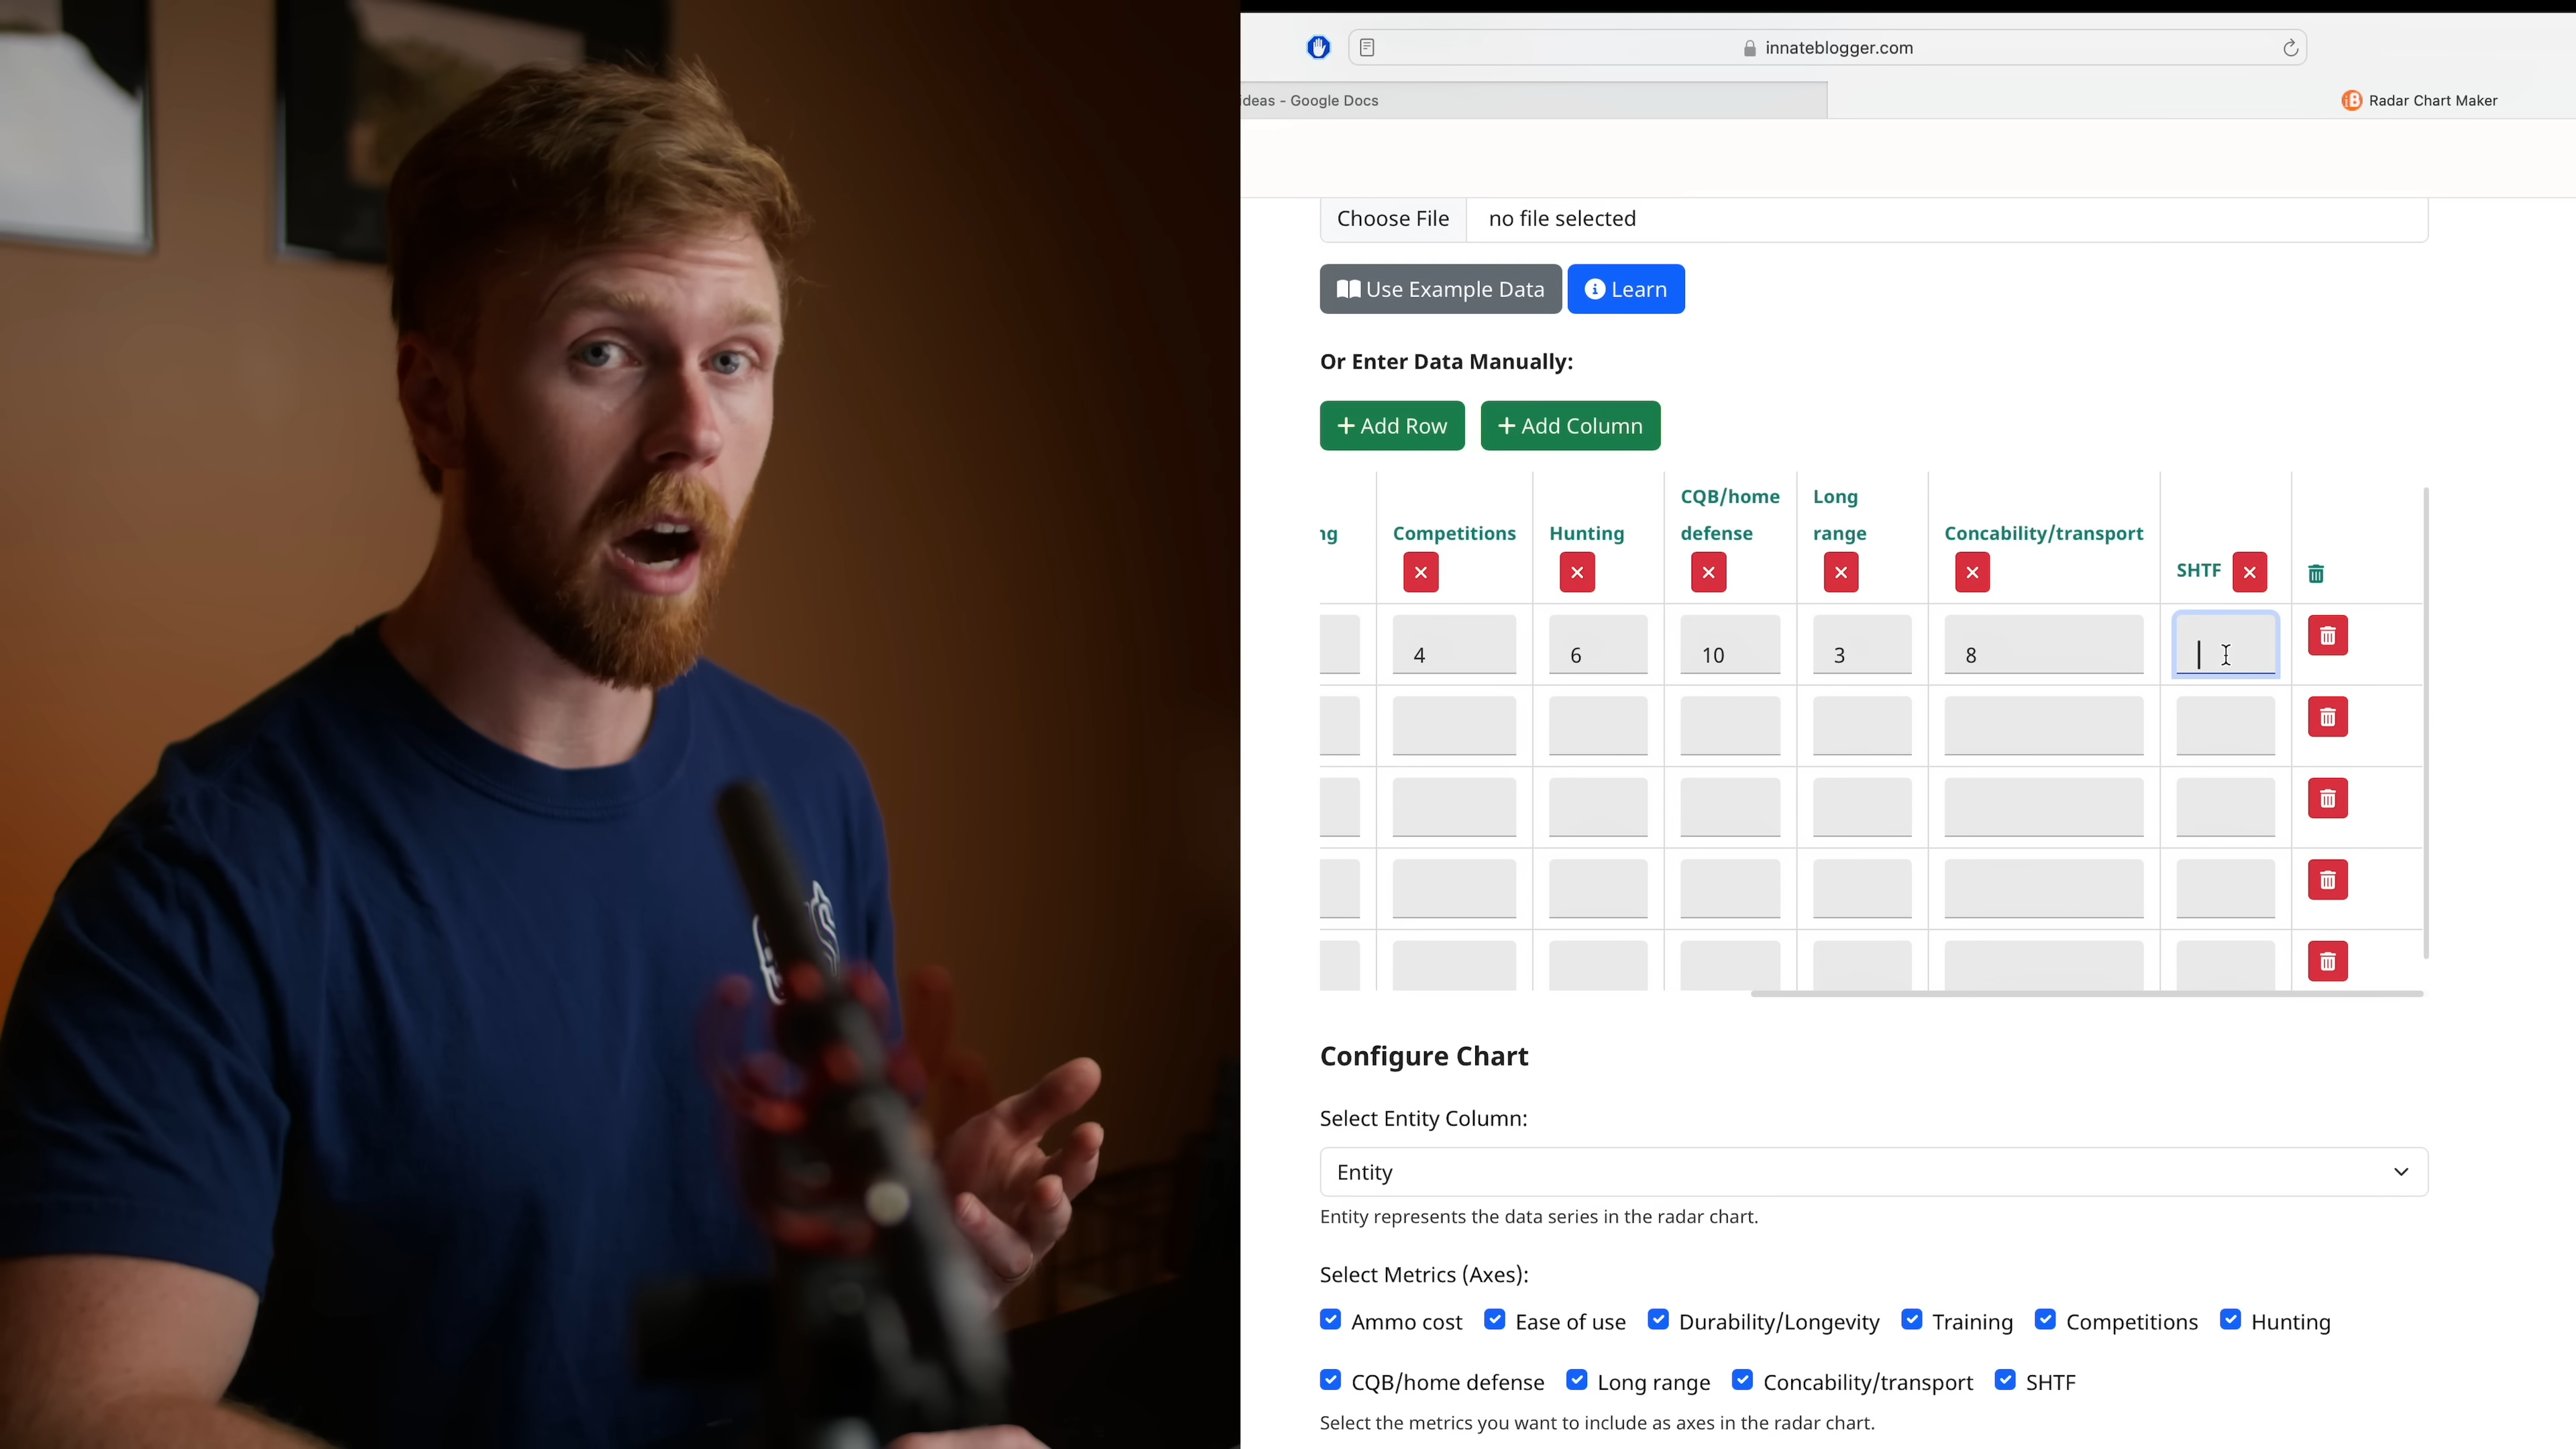 innateblogger.com
ideas - Google Docs
Radar Chart Maker
Choose File no file selected
Use Example Data Learn
Or Enter Data Manually:
+ Add Row + Add Column
CQB/home Long
ng Competitions Hunting defense range Concability/transport
SHTF
4 6 10 3 8
Configure Chart
Select Entity Column:
Entity
Entity represents the data series in the radar chart.
Select Metrics (Axes):
Ammo cost Ease of use Durability/Longevity Training Competitions Hunting
CQB/home defense Long range Concability/transport SHTF
Select the metrics you want to include as axes in the radar chart.